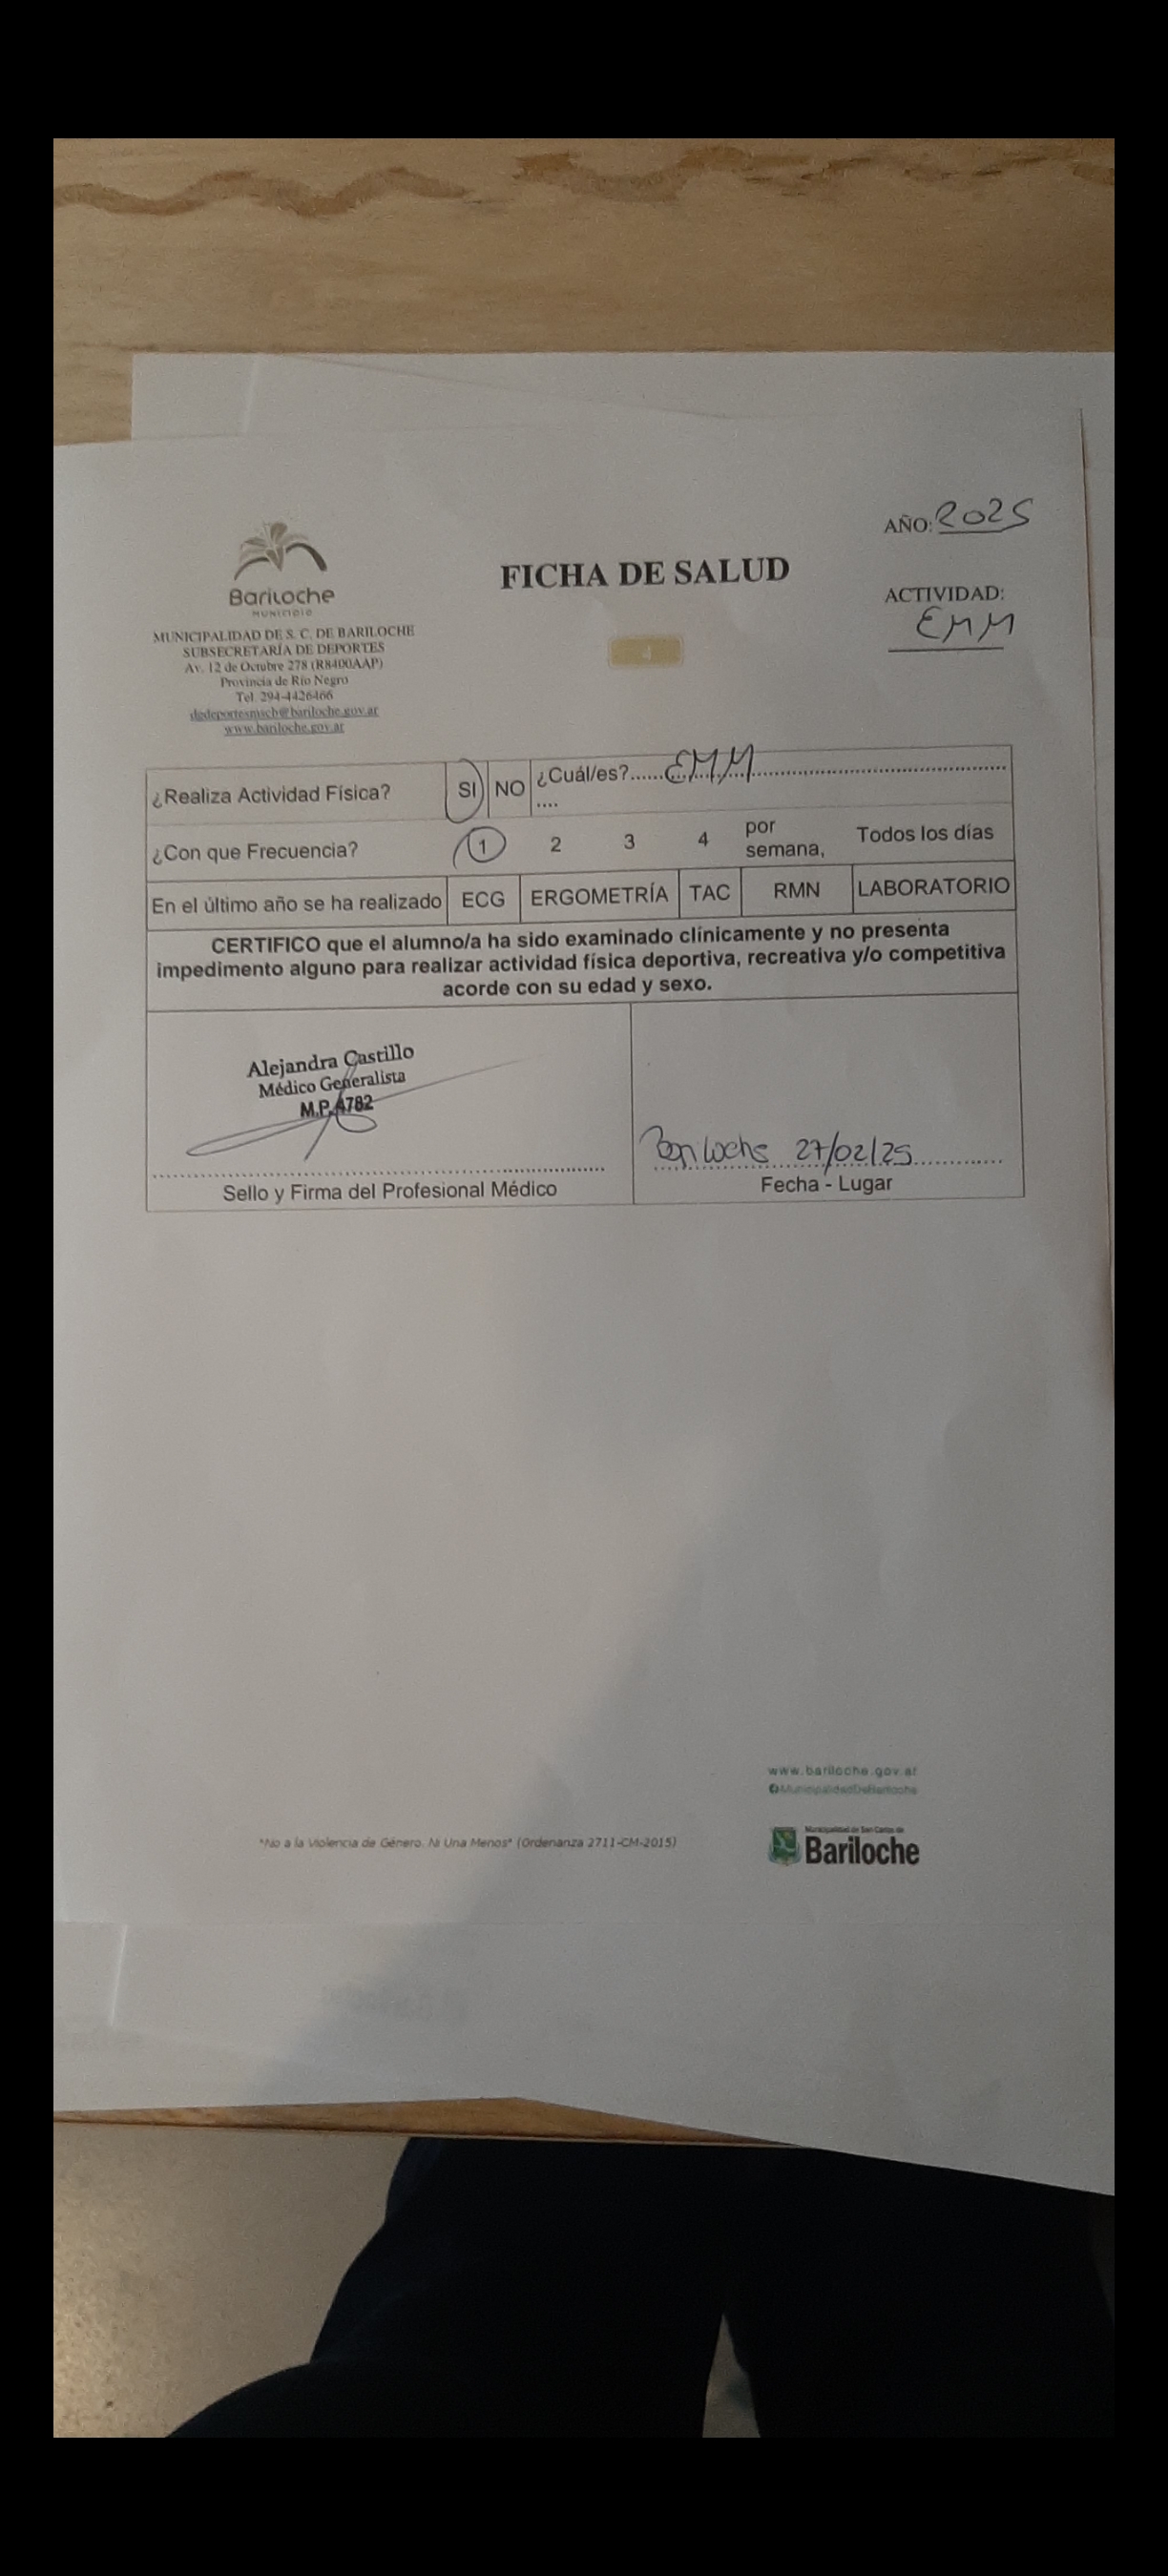 AÑO: 2025
FICHA DE SALUD
ACTIVIDAD:
EMM
Bariloche
MUNICIPIO
MUNICIPALIDAD DE S. C. DE BARILOCHE
SUBSECRETARÍA DE DEPORTES
Av. 12 de Octubre 278 (R8400AAP)
Provincia de Río Negro
Tel. 294-4426466
dgdeportesmscb@bariloche.gov.ar
www.bariloche.gov.ar
4
¿Realiza Actividad Física? SI NO ¿Cuál/es?......EMM..........
....
¿Con que Frecuencia? 1 2 3 4 por semana, Todos los días
En el último año se ha realizado ECG ERGOMETRÍA TAC RMN LABORATORIO
CERTIFICO que el alumno/a ha sido examinado clínicamente y no presenta
impedimento alguno para realizar actividad física deportiva, recreativa y/o competitiva
acorde con su edad y sexo.
Alejandra Castillo
Médico Generalista
M.P. 4782
Sello y Firma del Profesional Médico
Bariloche 27/02/25
Fecha - Lugar
www.bariloche.gov.ar
MunicipalidadDeBariloche
"No a la Violencia de Género. Ni Una Menos" (Ordenanza 2711-CM-2015)
Municipalidad de San Carlos de
Bariloche